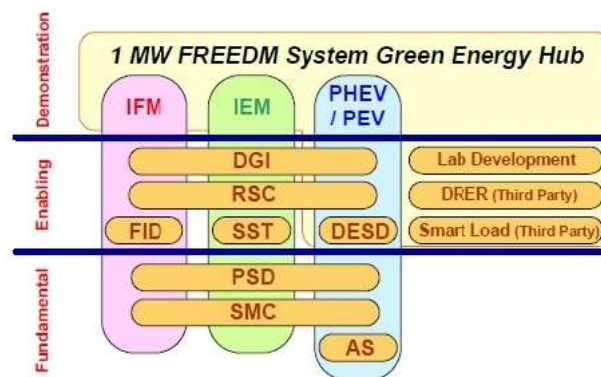 Demonstration
1 MW FREEDM System Green Energy Hub
IFM
IEM
PHEV
/ PEV
Enabling
DGI
Lab Development
RSC
DRER (Third Party)
FID
SST
DESD
Smart Load (Third Party)
Fundamental
PSD
SMC
AS